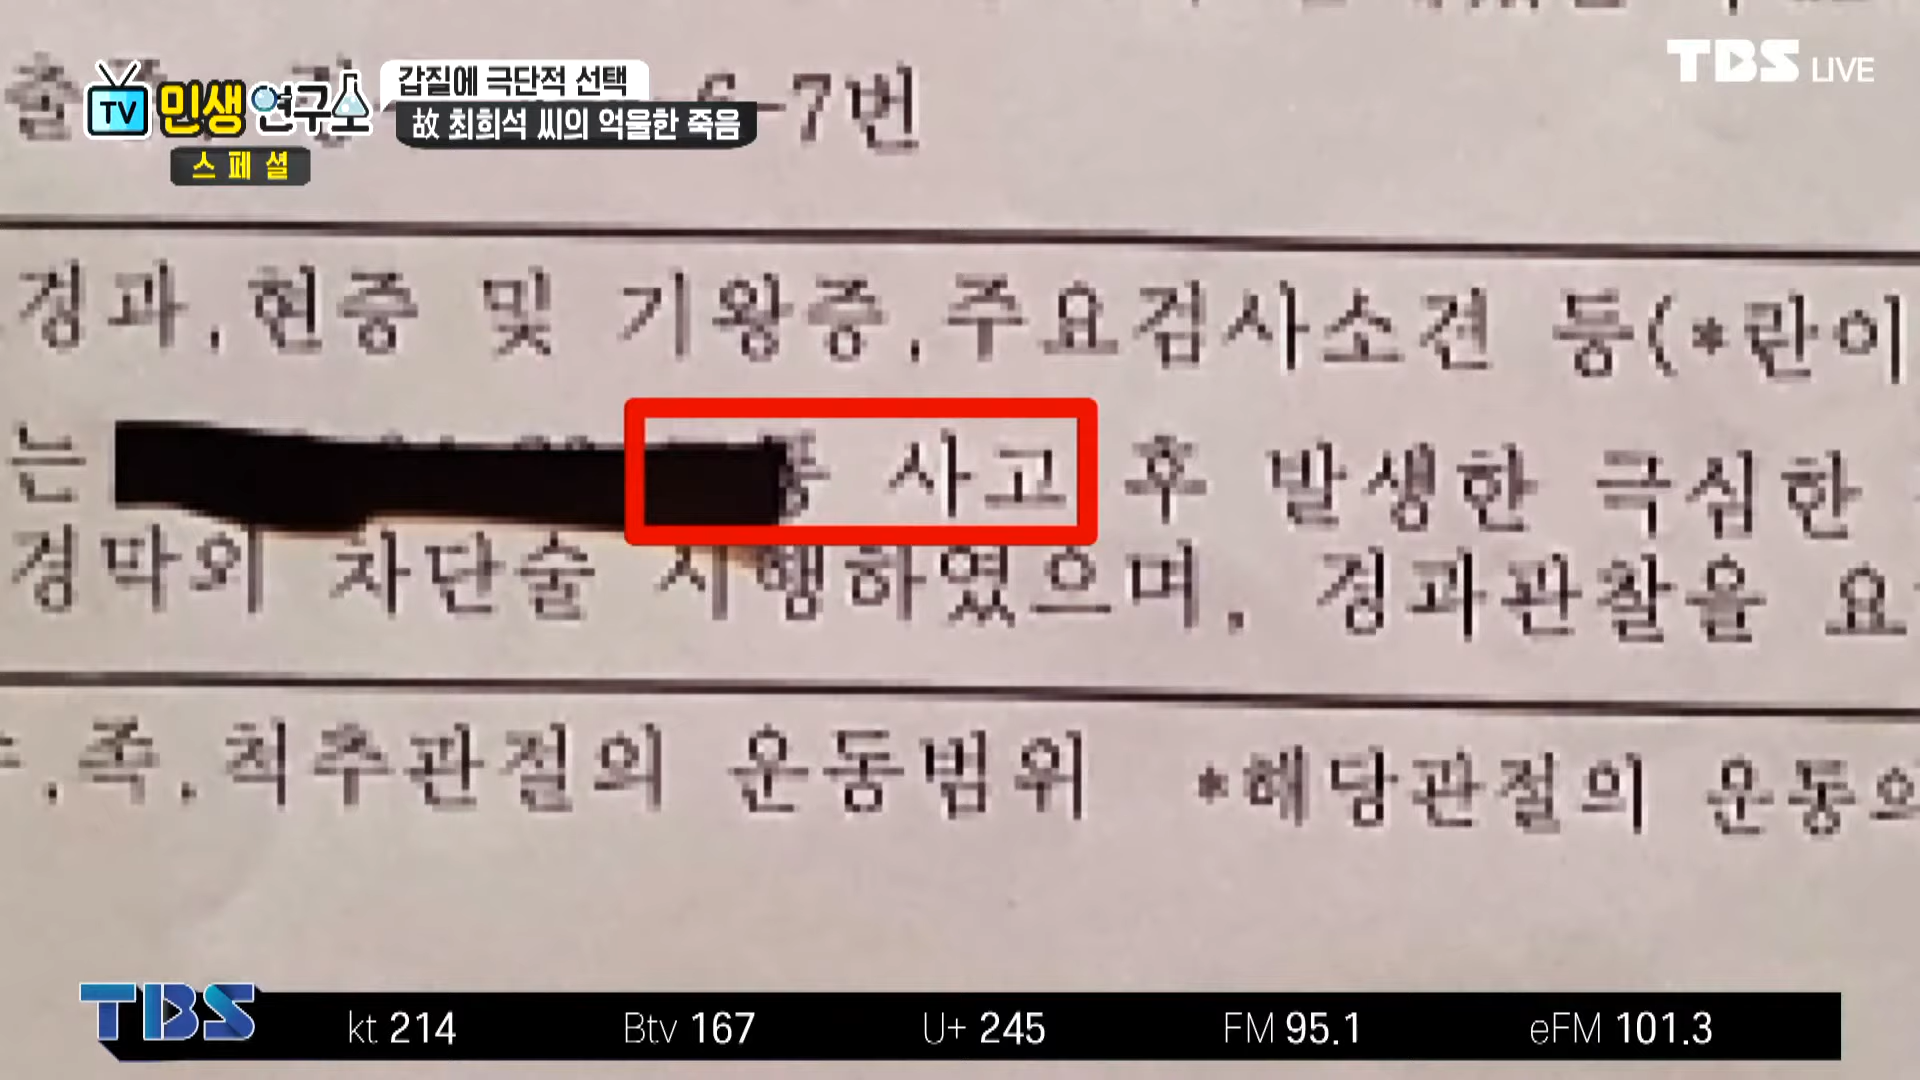 TBS LIVE
TV 민생연구소
스페셜
갑질에 극단적 선택
故 최희석 씨의 억울한 죽음
-6-7번
경과,현증 및 기왕증,주요검사소견 등(*란이
는 사고 후 발생한 극심한
경막외 차단술 시행하였으며, 경과관찰을 요
,족,척추관절의 운동범위 *해당관절의 운동의
TBS kt 214 Btv 167 U+ 245 FM 95.1 eFM 101.3